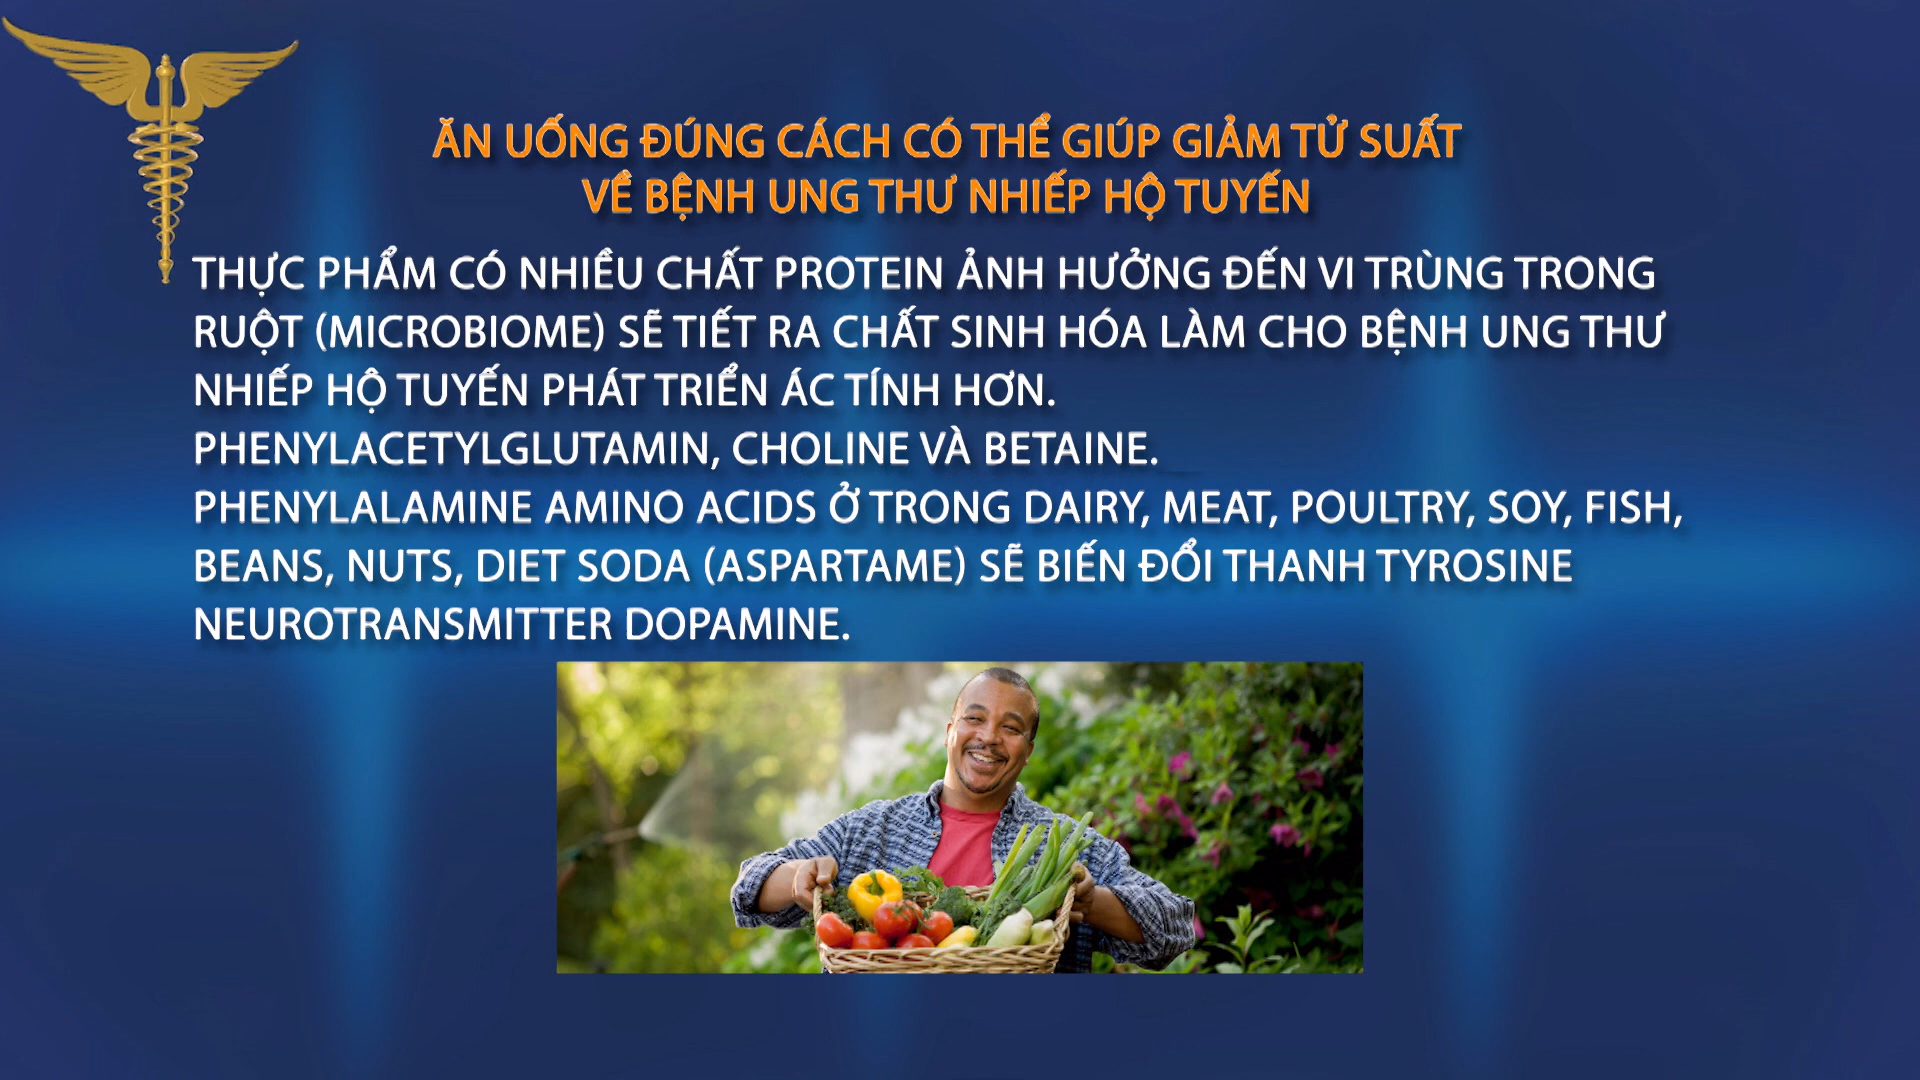 ĂN UỐNG ĐÚNG CÁCH CÓ THỂ GIÚP GIẢM TỬ SUẤT
VỀ BỆNH UNG THƯ NHIẾP HỘ TUYẾN
THỰC PHẨM CÓ NHIỀU CHẤT PROTEIN ẢNH HƯỞNG ĐẾN VI TRÙNG TRONG
RUỘT (MICROBIOME) SẼ TIẾT RA CHẤT SINH HÓA LÀM CHO BỆNH UNG THƯ
NHIẾP HỘ TUYẾN PHÁT TRIỂN ÁC TÍNH HƠN.
PHENYLACETYLGLUTAMIN, CHOLINE VÀ BETAINE.
PHENYLALAMINE AMINO ACIDS Ở TRONG DAIRY, MEAT, POULTRY, SOY, FISH,
BEANS, NUTS, DIET SODA (ASPARTAME) SẼ BIẾN ĐỔI THANH TYROSINE
NEUROTRANSMITTER DOPAMINE.